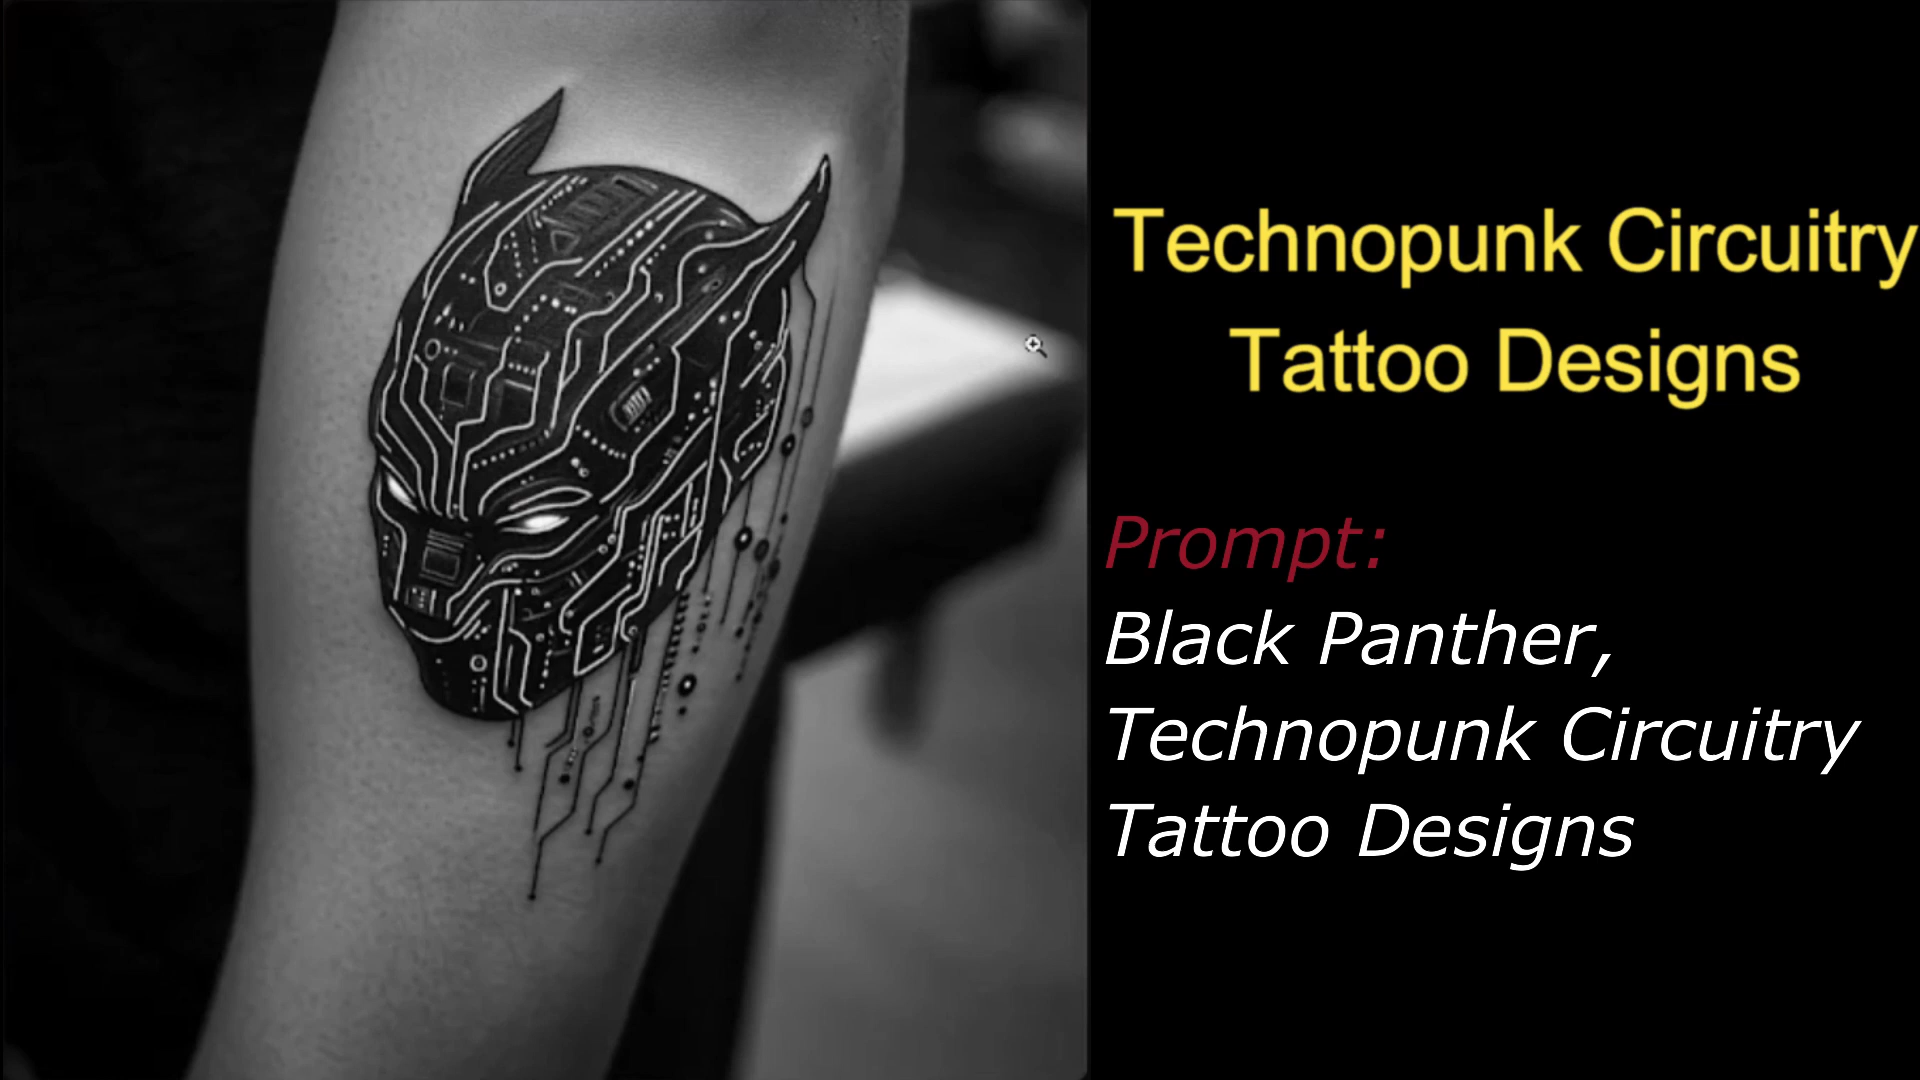 Technopunk Circuitry
Tattoo Designs
Prompt:
Black Panther,
Technopunk Circuitry
Tattoo Designs